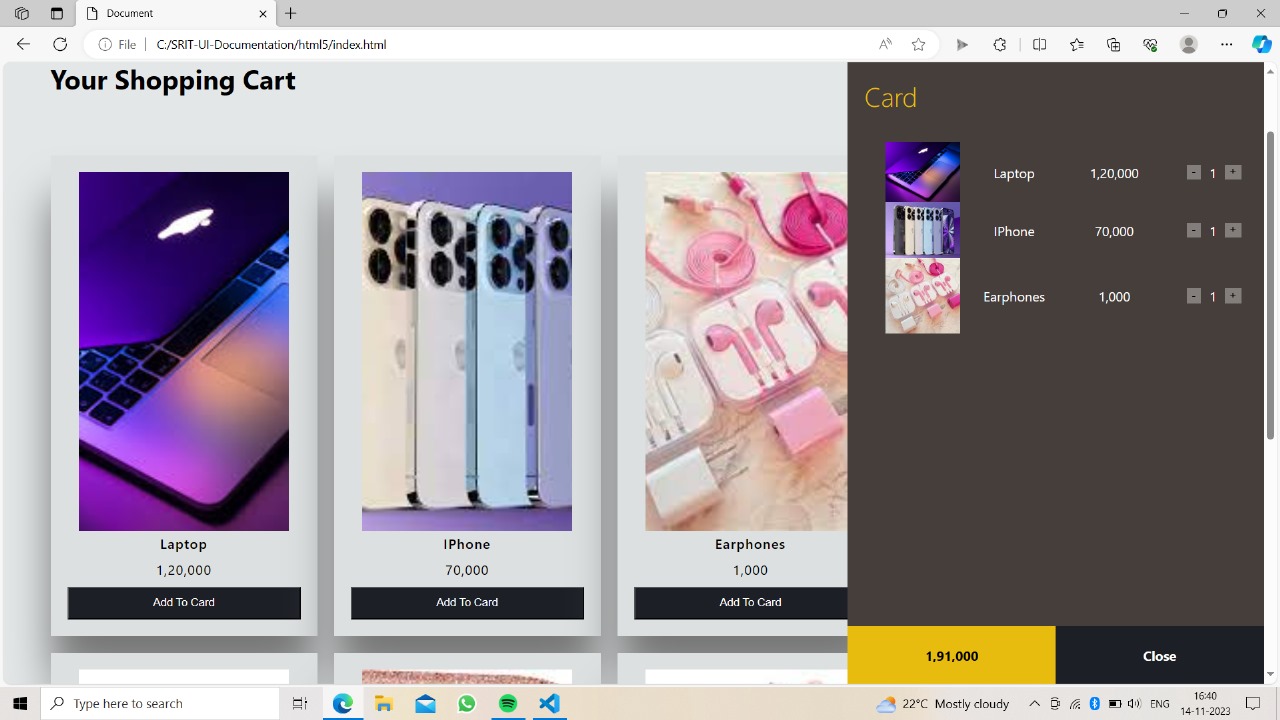 Document
File
C:/SRIT-UI-Documentation/html5/index.html
Your Shopping Cart
Laptop
1,20,000
Add To Card
IPhone
70,000
Add To Card
Earphones
1,000
Add To Card
Card
Laptop 1,20,000 - 1 +
IPhone 70,000 - 1 +
Earphones 1,000 - 1 +
1,91,000 Close
Type here to search
22°C Mostly cloudy
ENG
16:40
14-11-2023